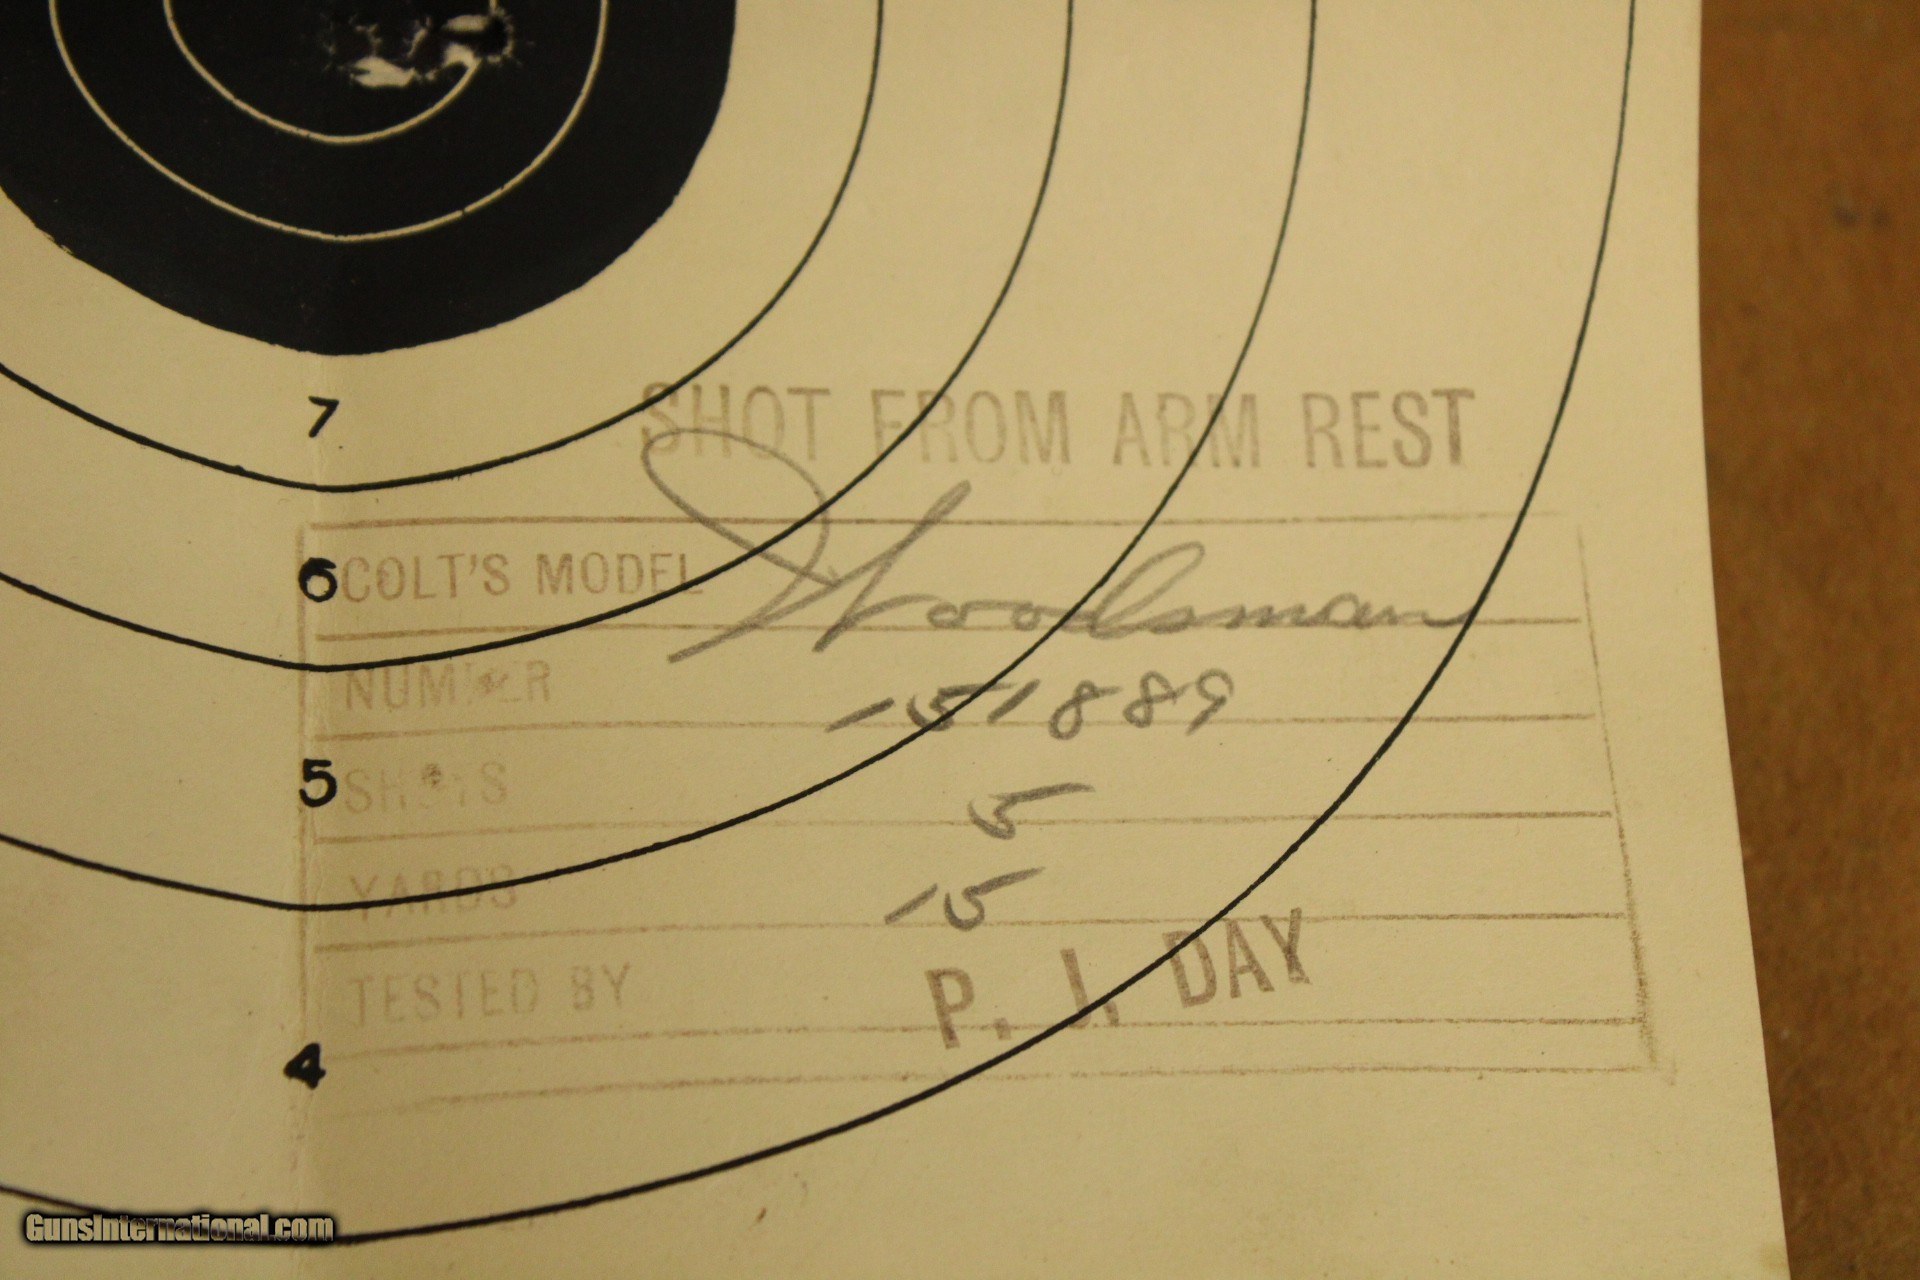 7
SHOT FROM ARM REST
6
COLT'S MODEL Woodsman
NUMBER 151889
5
SHOTS 5
YARDS 15
TESTED BY P. J. DAY
4
GunsInternational.com